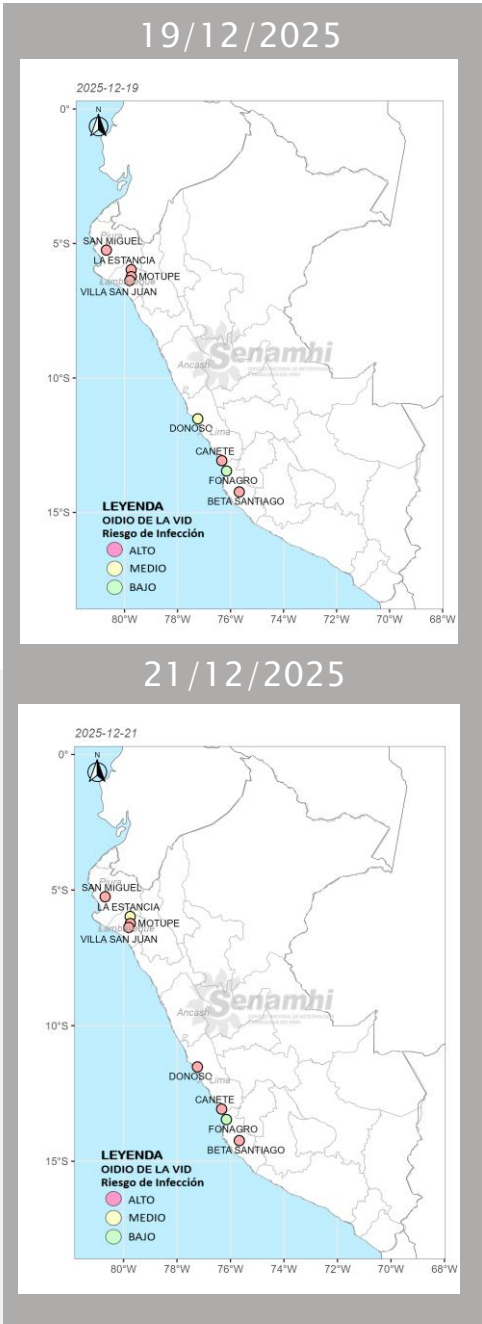 19/12/2025
2025-12-19
N
0°
Piura
SAN MIGUEL
5°S
LA ESTANCIA
MOTUPE
VILLA SAN JUAN
Senamhi
Ancash
10°S
DONOSO
Lima
CANETE
FONAGRO
BETA SANTIAGO
LEYENDA
OIDIO DE LA VID
Riesgo de Infección
15°S
ALTO
MEDIO
BAJO
80°W 78°W 76°W 74°W 72°W 70°W 68°W
21/12/2025
2025-12-21
N
0°
Piura
SAN MIGUEL
5°S
LA ESTANCIA
MOTUPE
VILLA SAN JUAN
Senamhi
Ancash
10°S
DONOSO
Lima
CANETE
FONAGRO
BETA SANTIAGO
LEYENDA
OIDIO DE LA VID
Riesgo de Infección
15°S
ALTO
MEDIO
BAJO
80°W 78°W 76°W 74°W 72°W 70°W 68°W